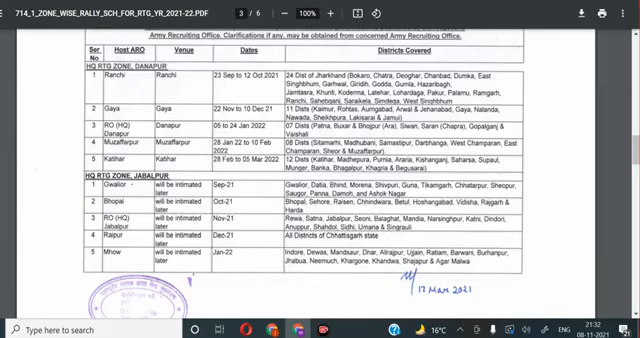 714_1_ZONE_WISE_RALLY_SCH_FOR_RTG_YR_2021-22.PDF
3 / 6
100%
Army Recruiting Office. Clarifications if any, may be obtained from concerned Army Recruiting Office.
Ser No Host ARO Venue Dates Districts Covered
HQ RTG ZONE, DANAPUR
1 Ranchi Ranchi 23 Sep to 12 Oct 2021 24 Dist of Jharkhand (Bokaro, Chatra, Deoghar, Dhanbad, Dumka, East
Singhbhum, Garhwal, Giridh, Godda, Gumla, Hazaribagh,
Jamtasra, Khunti, Koderma, Latehar, Lohardaga, Pakur, Palamu, Ramgarh,
Ranchi, Sahebganj, Saraikela, Simdega, West Singhbhum
2 Gaya Gaya 22 Nov to 10 Dec 21 11 Dists (Kaimur, Rohtas, Aumgabad, Arwal & Jehanabad, Gaya, Nalanda,
Nawada, Sheikhpura, Lakisarai & Jamui)
3 RO (HQ) Danapur Danapur 05 to 24 Jan 2022 07 Dists (Patna, Buxar & Bhojpur (Ara), Siwan, Saran (Chapra), Gopalganj &
Vaishali
4 Muzaffarpur Muzaffarpur 28 Jan 22 to 10 Feb 2022 08 Dists (Sitamarhi, Madhubani, Samastipur, Darbhanga, West Champaran, East
Champaran, Sheor & Muzaffarpur).
5 Katihar Katihar 28 Feb to 05 Mar 2022 12 Dists (Katihar, Madhepura, Purnia, Araria, Kishanganj, Saharsa, Supaul,
Munger, Banka, Bhagalpur, Khagria & Begusarai)
HQ RTG ZONE, JABALPUR
1 Gwalior will be intimated later Sep-21 Gwalior, Datia, Bhind, Morena, Shivpuri, Guna, Tikamgarh, Chhatarpur, Sheopur,
Saugor, Panna, Damoh, and Ashok Nagar
2 Bhopal will be intimated later Oct-21 Bhopal, Sehore, Raisen, Chhindwara, Betul, Hoshangabad, Vidisha, Rajgarh
& Harda
3 RO (HQ) Jabalpur will be intimated later Nov-21 Rewa, Satna, Jabalpur, Seoni, Balaghat, Mandla, Narsinghpur, Katni, Dindori,
Anuppur, Shahdol, Sidhi, Umaria & Singrauli
4 Raipur will be intimated later Dec-21 All Districts of Chhattisgarh state
5 Mhow will be intimated later Jan-22 Indore, Dewas, Mandsaur, Dhar, Alirajpur, Ujjain, Ratlam, Barwani, Burhanpur,
Jhabua, Neemuch, Khargone, Khandwa, Shajapur & Agar Malwa
17 Mar 2021
Type here to search
16°C
ENG
21:32
08-11-2021
21